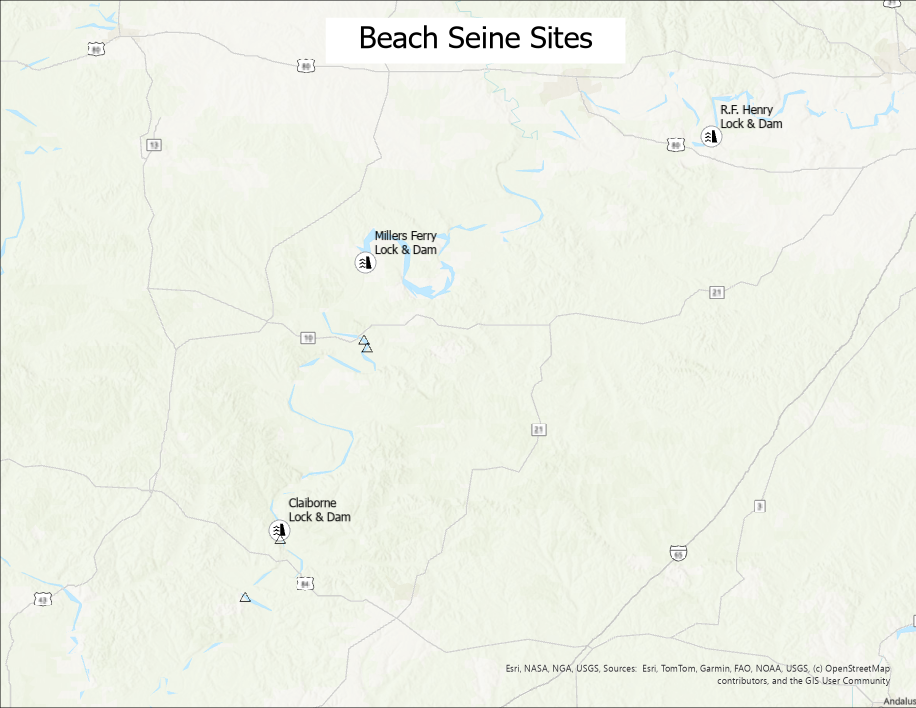 Beach Seine Sites
80
80
R.F. Henry
Lock & Dam
13
80
Millers Ferry
Lock & Dam
21
10
21
Claiborne
Lock & Dam
3
65
84
43
Esri, NASA, NGA, USGS, Sources: Esri, TomTom, Garmin, FAO, NOAA, USGS, (c) OpenStreetMap
contributors, and the GIS User Community
Andalus